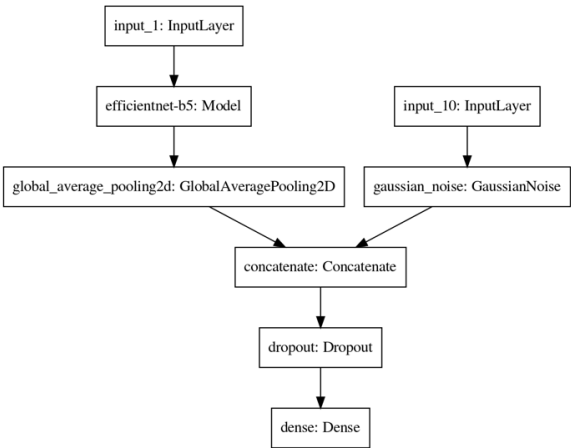 input_1: InputLayer
efficientnet-b5: Model
input_10: InputLayer
global_average_pooling2d: GlobalAveragePooling2D
gaussian_noise: GaussianNoise
concatenate: Concatenate
dropout: Dropout
dense: Dense